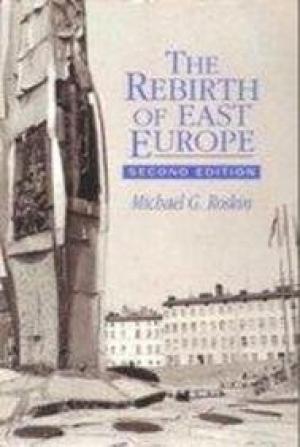 THE
REBIRTH
OF EAST
EUROPE
SECOND EDITION
Michael G. Roskin